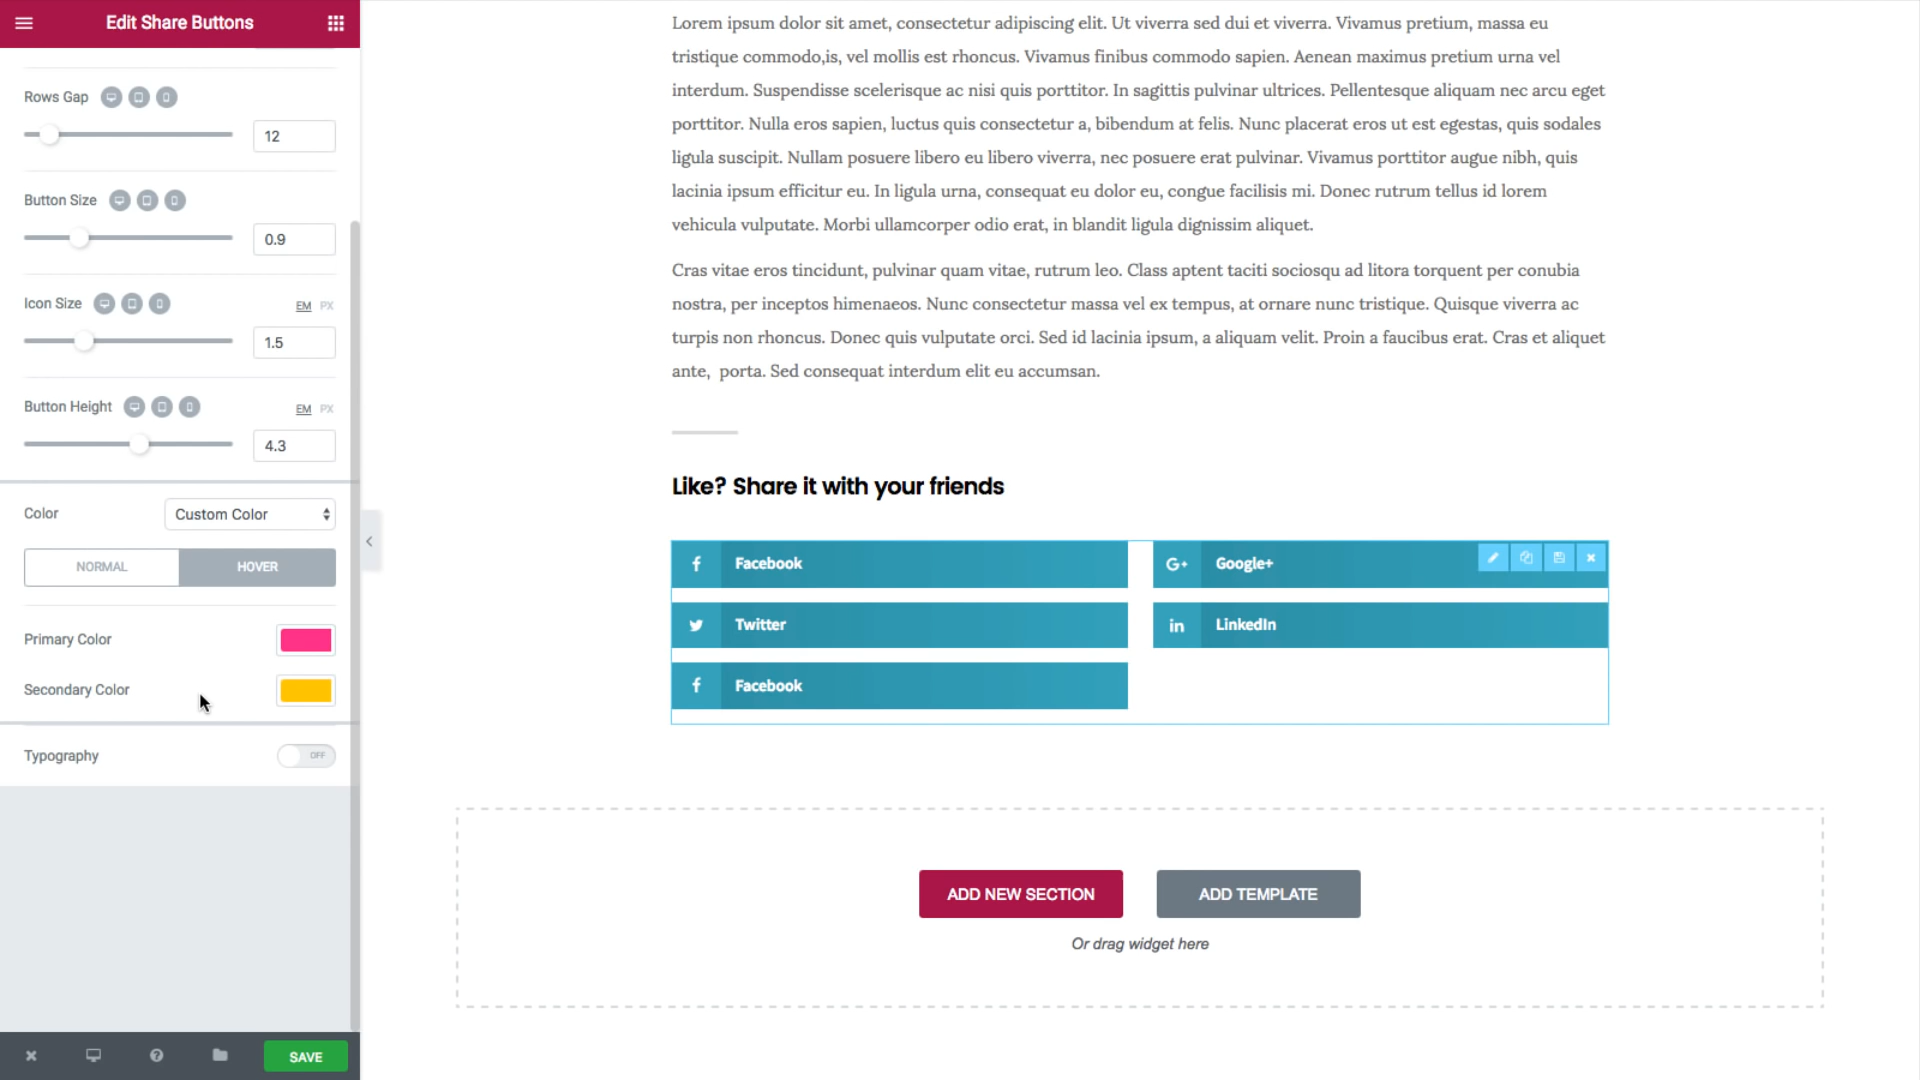 Edit Share Buttons
Rows Gap
12
Button Size
0.9
Icon Size
EM PX
1.5
Button Height
EM PX
4.3
Color
Custom Color
NORMAL
HOVER
Primary Color
Secondary Color
Typography
OFF
SAVE
Lorem ipsum dolor sit amet, consectetur adipiscing elit. Ut viverra sed dui et viverra. Vivamus pretium, massa eu
tristique commodo,is, vel mollis est rhoncus. Vivamus finibus commodo sapien. Aenean maximus pretium urna vel
interdum. Suspendisse scelerisque ac nisi quis porttitor. In sagittis pulvinar ultrices. Pellentesque aliquam nec arcu eget
porttitor. Nulla eros sapien, luctus quis consectetur a, bibendum at felis. Nunc placerat eros ut est egestas, quis sodales
ligula suscipit. Nullam posuere libero eu libero viverra, nec posuere erat pulvinar. Vivamus porttitor augue nibh, quis
lacinia ipsum efficitur eu. In ligula urna, consequat eu dolor eu, congue facilisis mi. Donec rutrum tellus id lorem
vehicula vulputate. Morbi ullamcorper odio erat, in blandit ligula dignissim aliquet.
Cras vitae eros tincidunt, pulvinar quam vitae, rutrum leo. Class aptent taciti sociosqu ad litora torquent per conubia
nostra, per inceptos himenaeos. Nunc consectetur massa vel ex tempus, at ornare nunc tristique. Quisque viverra ac
turpis non rhoncus. Donec quis vulputate orci. Sed id lacinia ipsum, a aliquam velit. Proin a faucibus erat. Cras et aliquet
ante, porta. Sed consequat interdum elit eu accumsan.
Like? Share it with your friends
Facebook
Google+
Twitter
LinkedIn
Facebook
ADD NEW SECTION
ADD TEMPLATE
Or drag widget here